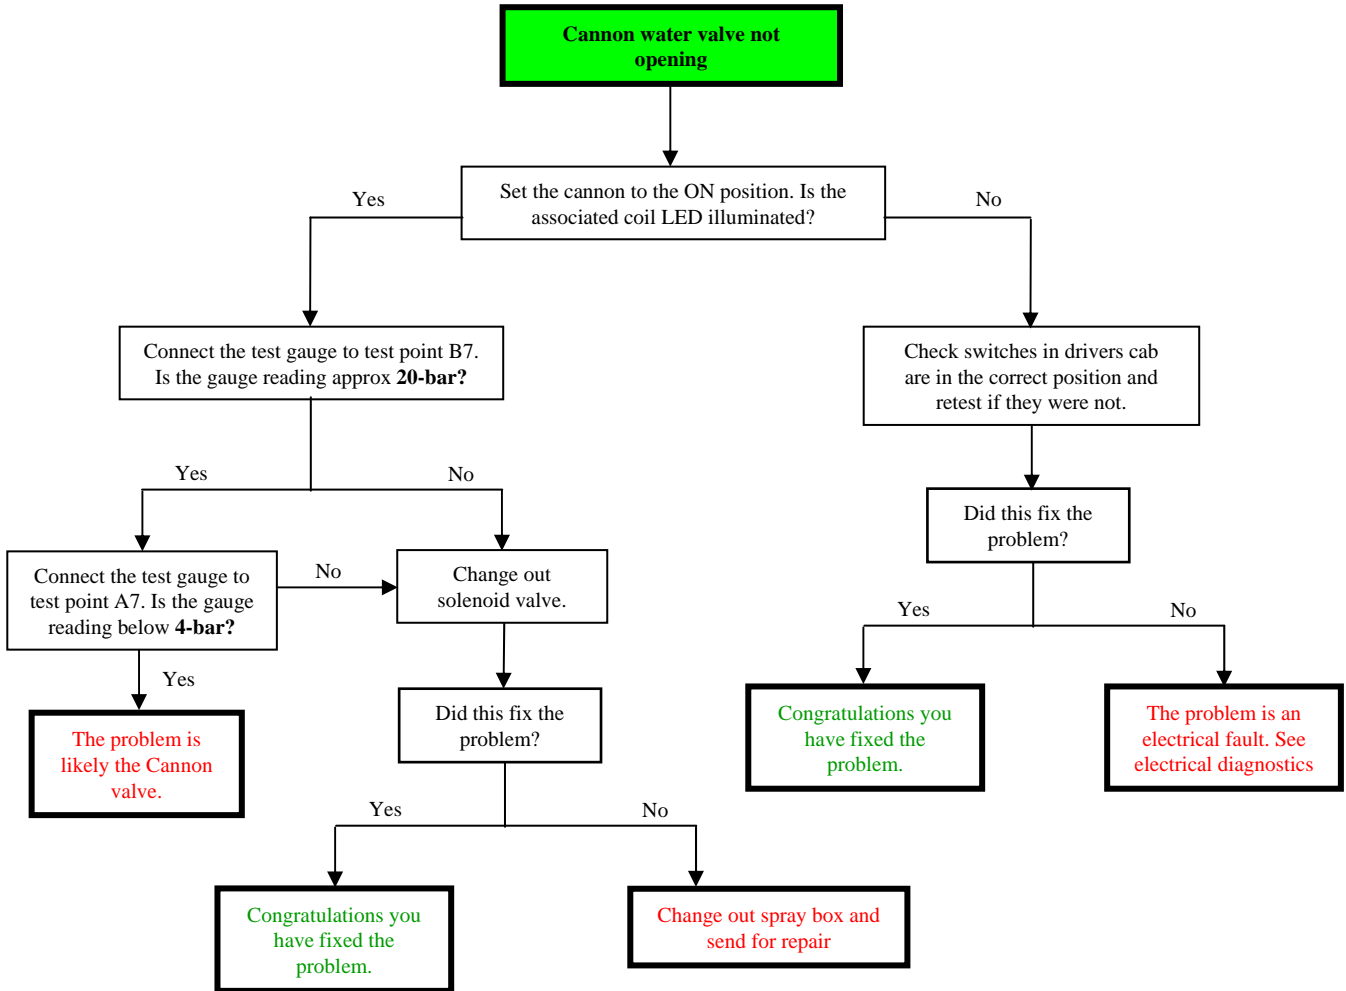 Cannon water valve not
opening
Set the cannon to the ON position. Is the
associated coil LED illuminated?
Yes
No
Connect the test gauge to test point B7.
Is the gauge reading approx 20-bar?
Check switches in drivers cab
are in the correct position and
retest if they were not.
Yes
No
Did this fix the
problem?
Connect the test gauge to
test point A7. Is the gauge
reading below 4-bar?
No
Change out
solenoid valve.
Yes
No
Yes
Did this fix the
problem?
The problem is
likely the Cannon
valve.
Congratulations you
have fixed the
problem.
The problem is an
electrical fault. See
electrical diagnostics
Yes
No
Congratulations you
have fixed the
problem.
Change out spray box and
send for repair